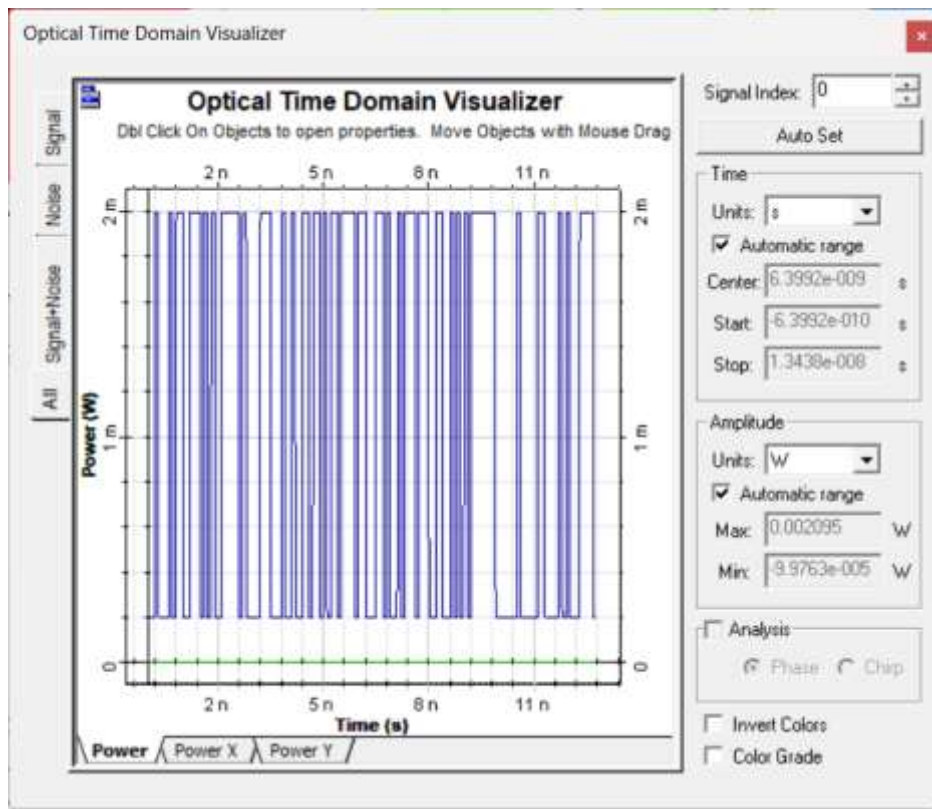 Optical Time Domain Visualizer
×
Signal
Noise
Signal+Noise
All
Optical Time Domain Visualizer
Dbl Click On Objects to open properties. Move Objects with Mouse Drag
2 n 5 n 8 n 11 n
2 m
1 m
0
Power (W)
2 m
1 m
0
2 n 5 n 8 n 11 n
Time (s)
Power Power X Power Y
Signal Index: 0
Auto Set
Time
Units: s
Automatic range
Center: 6.3992e-009 s
Start: -6.3992e-010 s
Stop: 1.3438e-008 s
Amplitude
Units: W
Automatic range
Max: 0.002095 W
Min: -9.9763e-005 W
Analysis
Phase Chirp
Invert Colors
Color Grade